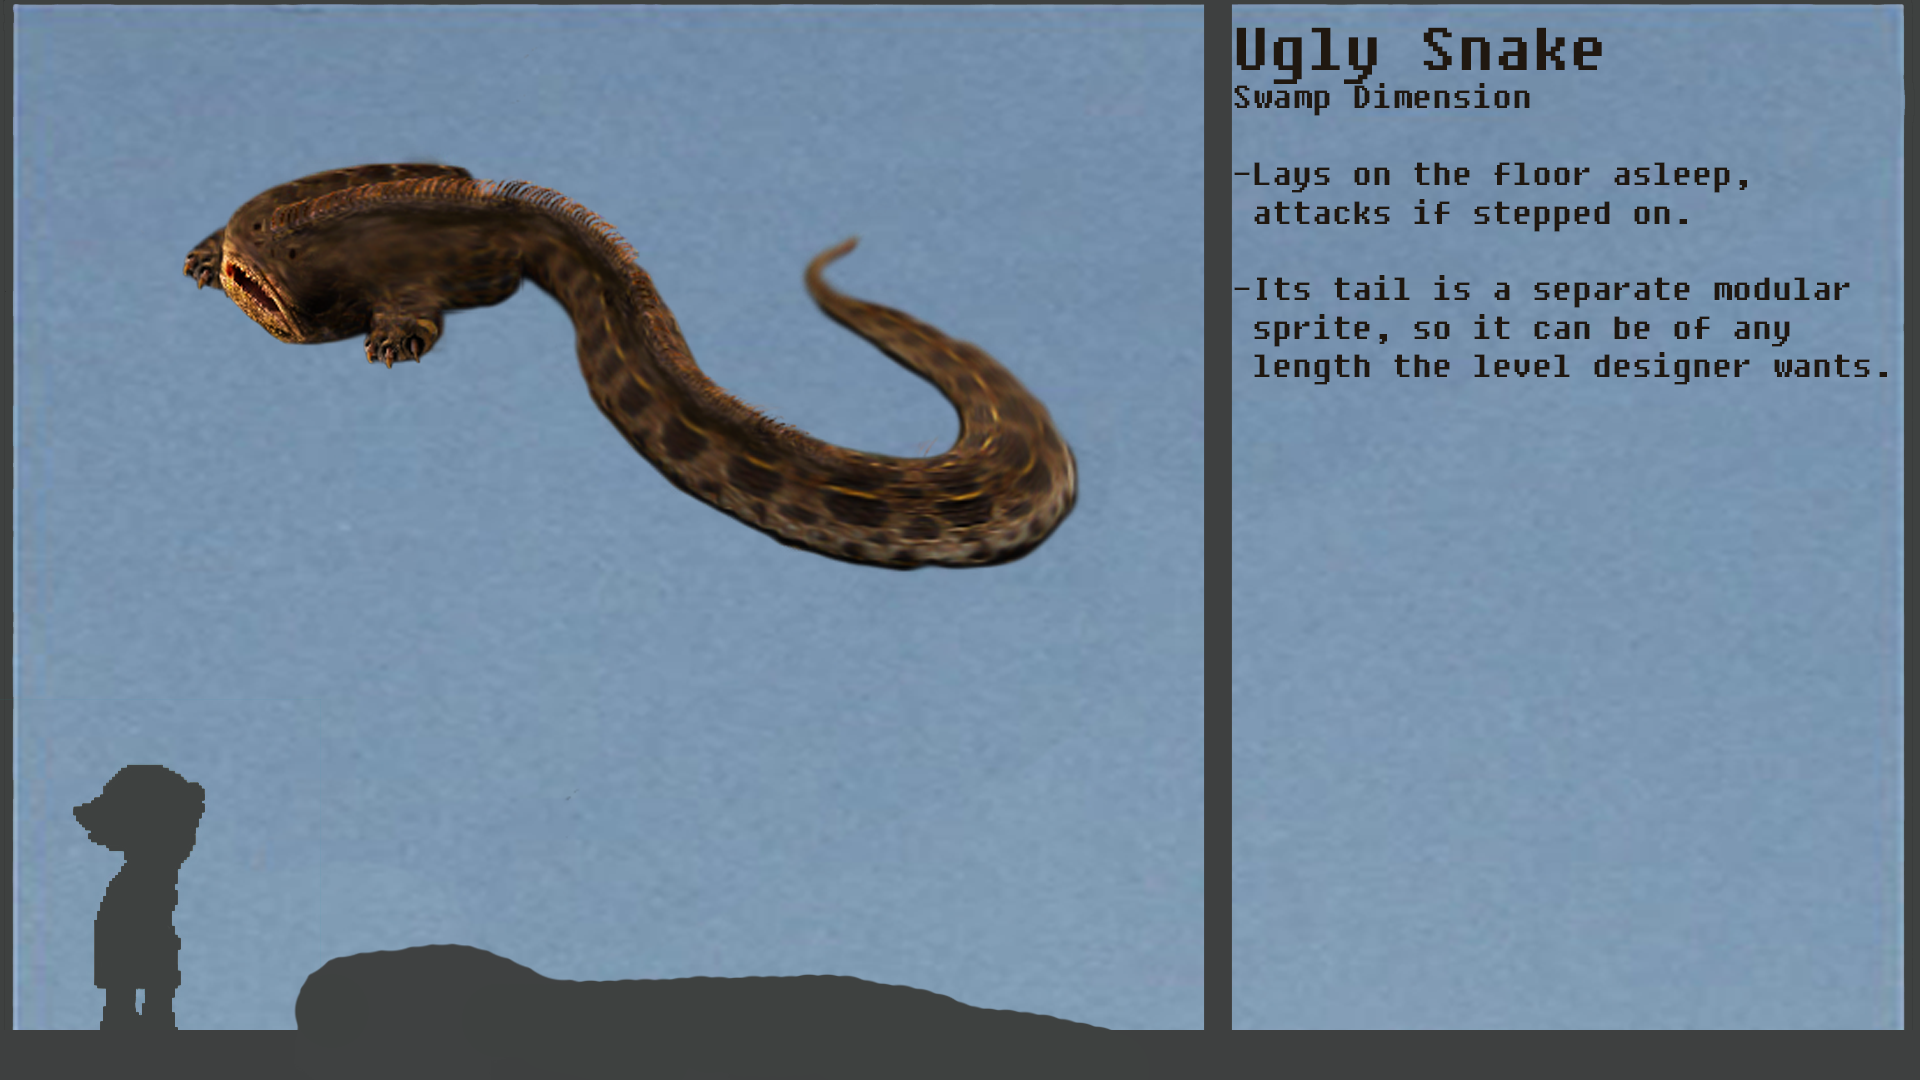 Ugly Snake
Swamp Dimension
-Lays on the floor asleep,
attacks if stepped on.
-Its tail is a separate modular
sprite, so it can be of any
length the level designer wants.